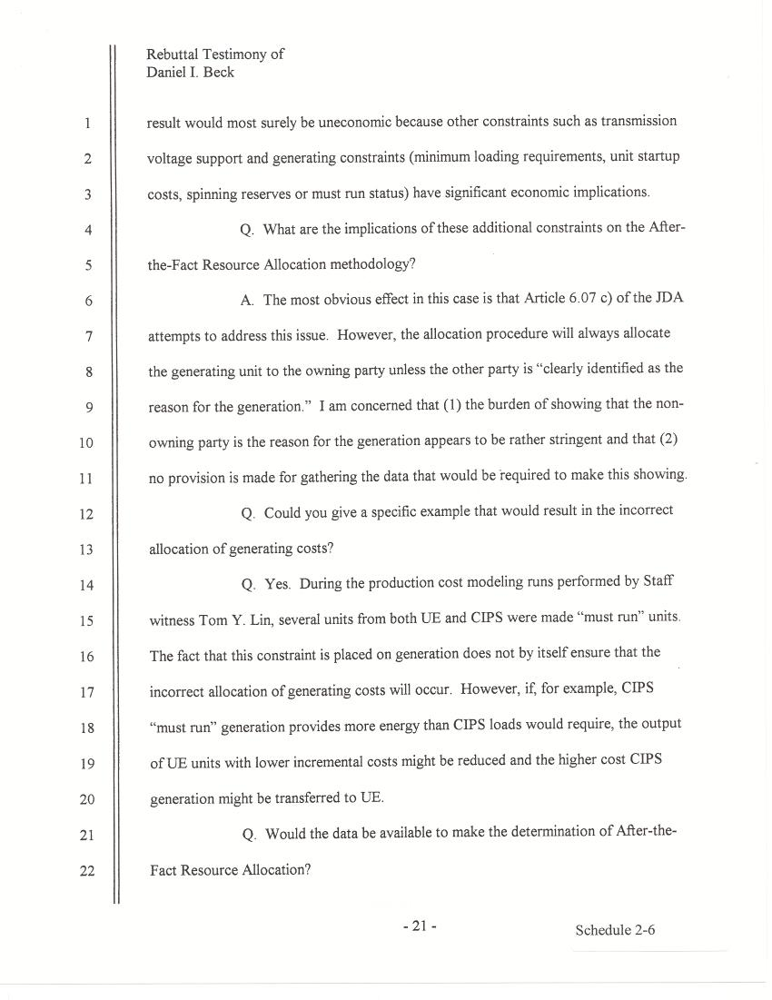 Rebuttal Testimony of
Daniel I. Beck
1 result would most surely be uneconomic because other constraints such as transmission
2 voltage support and generating constraints (minimum loading requirements, unit startup
3 costs, spinning reserves or must run status) have significant economic implications.
4 Q. What are the implications of these additional constraints on the After-
5 the-Fact Resource Allocation methodology?
6 A. The most obvious effect in this case is that Article 6.07 c) of the JDA
7 attempts to address this issue. However, the allocation procedure will always allocate
8 the generating unit to the owning party unless the other party is “clearly identified as the
9 reason for the generation.” I am concerned that (1) the burden of showing that the non-
10 owning party is the reason for the generation appears to be rather stringent and that (2)
11 no provision is made for gathering the data that would be required to make this showing.
12 Q. Could you give a specific example that would result in the incorrect
13 allocation of generating costs?
14 Q. Yes. During the production cost modeling runs performed by Staff
15 witness Tom Y. Lin, several units from both UE and CIPS were made “must run” units.
16 The fact that this constraint is placed on generation does not by itself ensure that the
17 incorrect allocation of generating costs will occur. However, if, for example, CIPS
18 “must run” generation provides more energy than CIPS loads would require, the output
19 of UE units with lower incremental costs might be reduced and the higher cost CIPS
20 generation might be transferred to UE.
21 Q. Would the data be available to make the determination of After-the-
22 Fact Resource Allocation?
- 21 -
Schedule 2-6